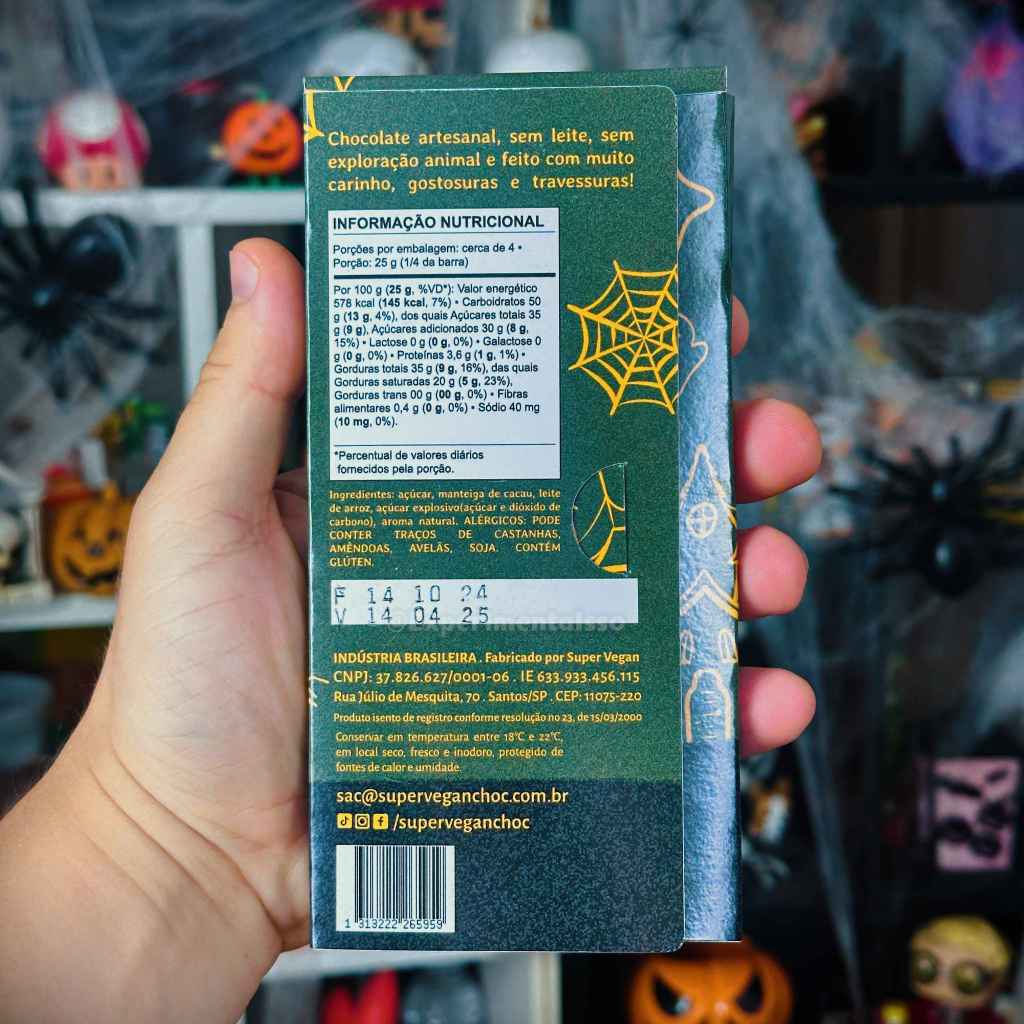 Chocolate artesanal, sem leite, sem
exploração animal e feito com muito
carinho, gostosuras e travessuras!
INFORMAÇÃO NUTRICIONAL
Porções por embalagem: cerca de 4 •
Porção: 25 g (1/4 da barra)
Por 100 g (25 g, %VD*): Valor energético
578 kcal (145 kcal, 7%) • Carboidratos 50
g (13 g, 4%), dos quais Açúcares totais 35
g (9 g), Açúcares adicionados 30 g (8 g,
15%) • Lactose 0 g (0 g, 0%) • Galactose 0
g (0 g, 0%) • Proteínas 3,6 g (1 g, 1%) •
Gorduras totais 35 g (9 g, 16%), das quais
Gorduras saturadas 20 g (5 g, 23%),
Gorduras trans 00 g (00 g, 0%) • Fibras
alimentares 0,4 g (0 g, 0%) • Sódio 40 mg
(10 mg, 0%).
*Percentual de valores diários
fornecidos pela porção.
Ingredientes: açúcar, manteiga de cacau, leite
de arroz, açúcar explosivo(açúcar e dióxido de
carbono), aroma natural. ALÉRGICOS: PODE
CONTER TRAÇOS DE CASTANHAS,
AMÊNDOAS, AVELÃS, SOJA. CONTÉM
GLÚTEN.
F 14 10 24
V 14 04 25
INDÚSTRIA BRASILEIRA . Fabricado por Super Vegan
CNPJ: 37.826.627/0001-06 . IE 633.933.456.115
Rua Júlio de Mesquita, 70 . Santos/SP . CEP: 11075-220
Produto isento de registro conforme resolução no 23, de 15/03/2000
Conservar em temperatura entre 18°C e 22°C,
em local seco, fresco e inodoro, protegido de
fontes de calor e umidade.
sac@superveganchoc.com.br
/superveganchoc
1 313222 265959